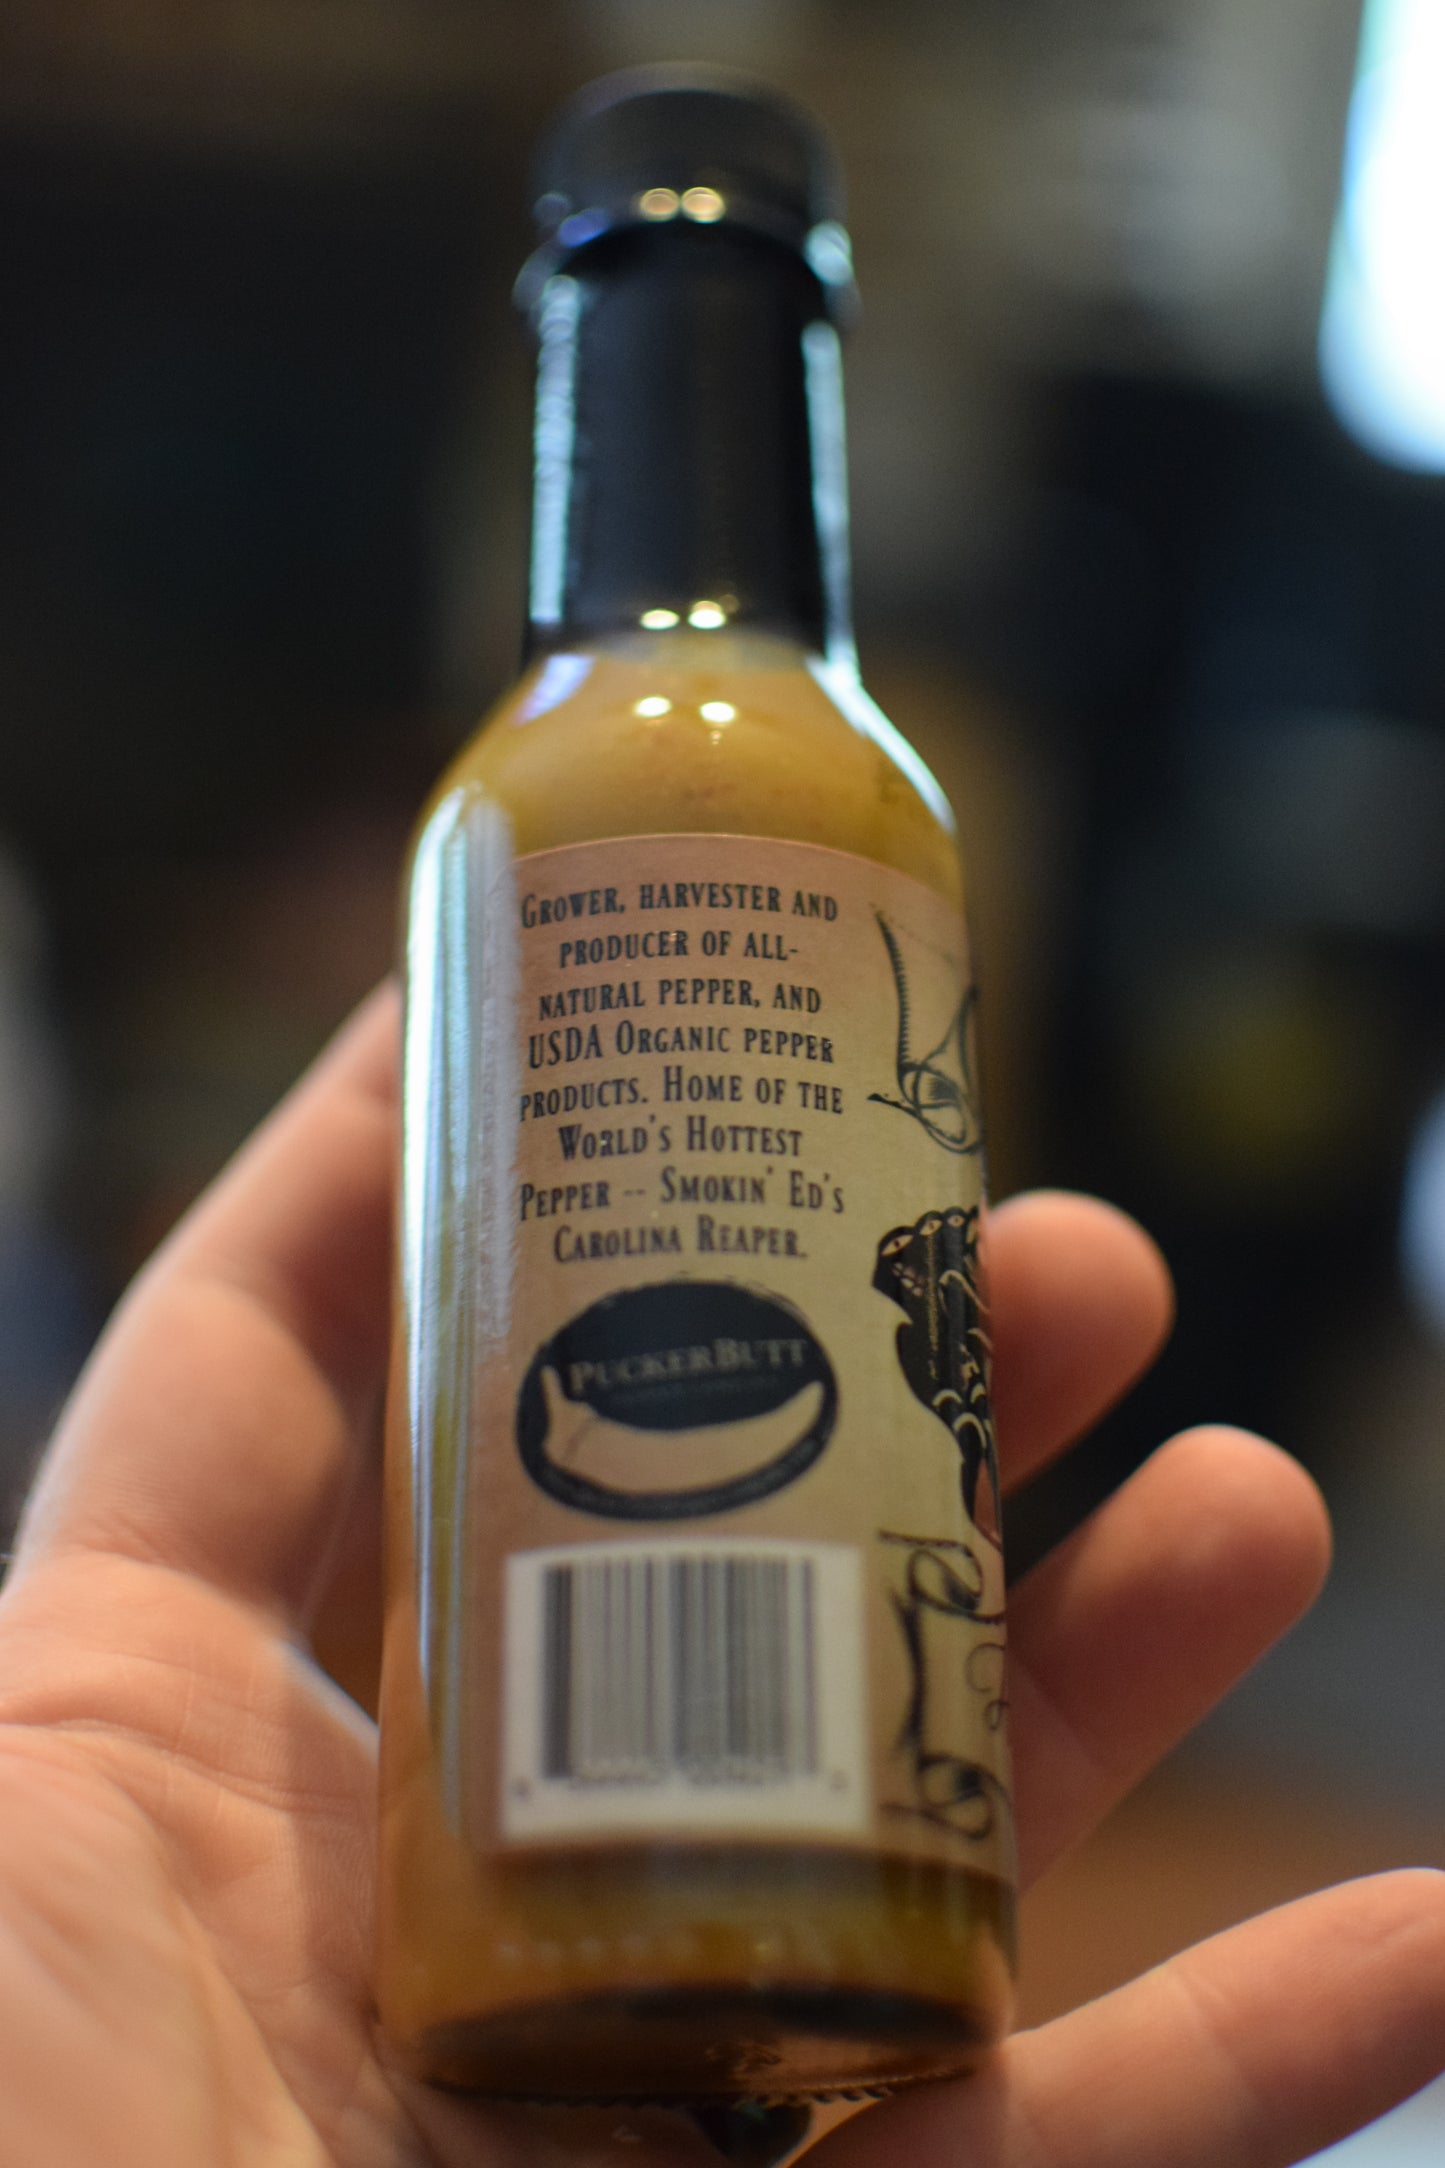 Grower, harvester and
producer of all-
natural pepper, and
USDA Organic pepper
products. Home of the
World's Hottest
Pepper -- Smokin' Ed's
Carolina Reaper.
PuckerButt